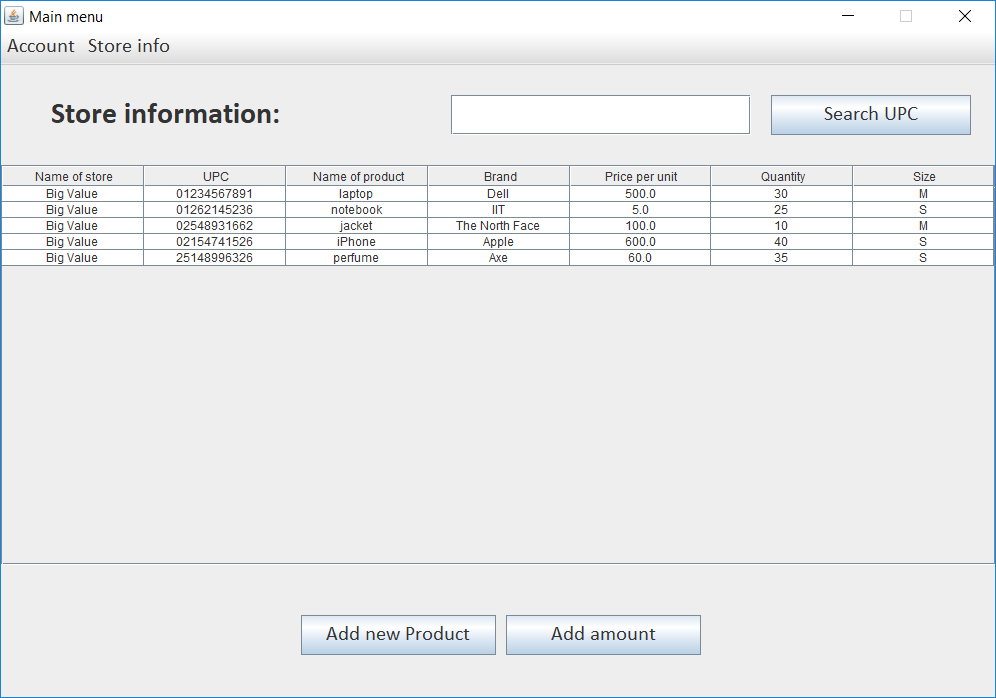 Main menu
Account Store info
Store information: Search UPC
Name of store UPC Name of product Brand Price per unit Quantity Size
Big Value 01234567891 laptop Dell 500.0 30 M
Big Value 01262145236 notebook IIT 5.0 25 S
Big Value 02548931662 jacket The North Face 100.0 10 M
Big Value 02154741526 iPhone Apple 600.0 40 S
Big Value 25148996326 perfume Axe 60.0 35 S
Add new Product Add amount